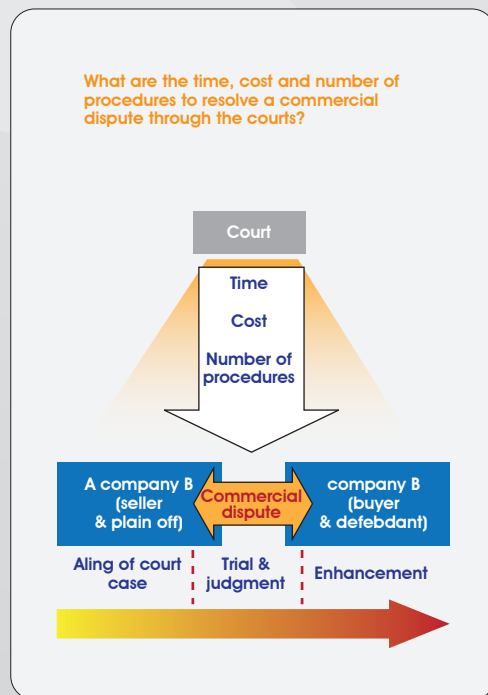 What are the time, cost and number of
procedures to resolve a commercial
dispute through the courts?
Court
Time
Cost
Number of
procedures
A company B
(seller
& plain off)
Commercial
dispute
company B
(buyer
& defebdant)
Aling of court
case
Trial &
judgment
Enhancement